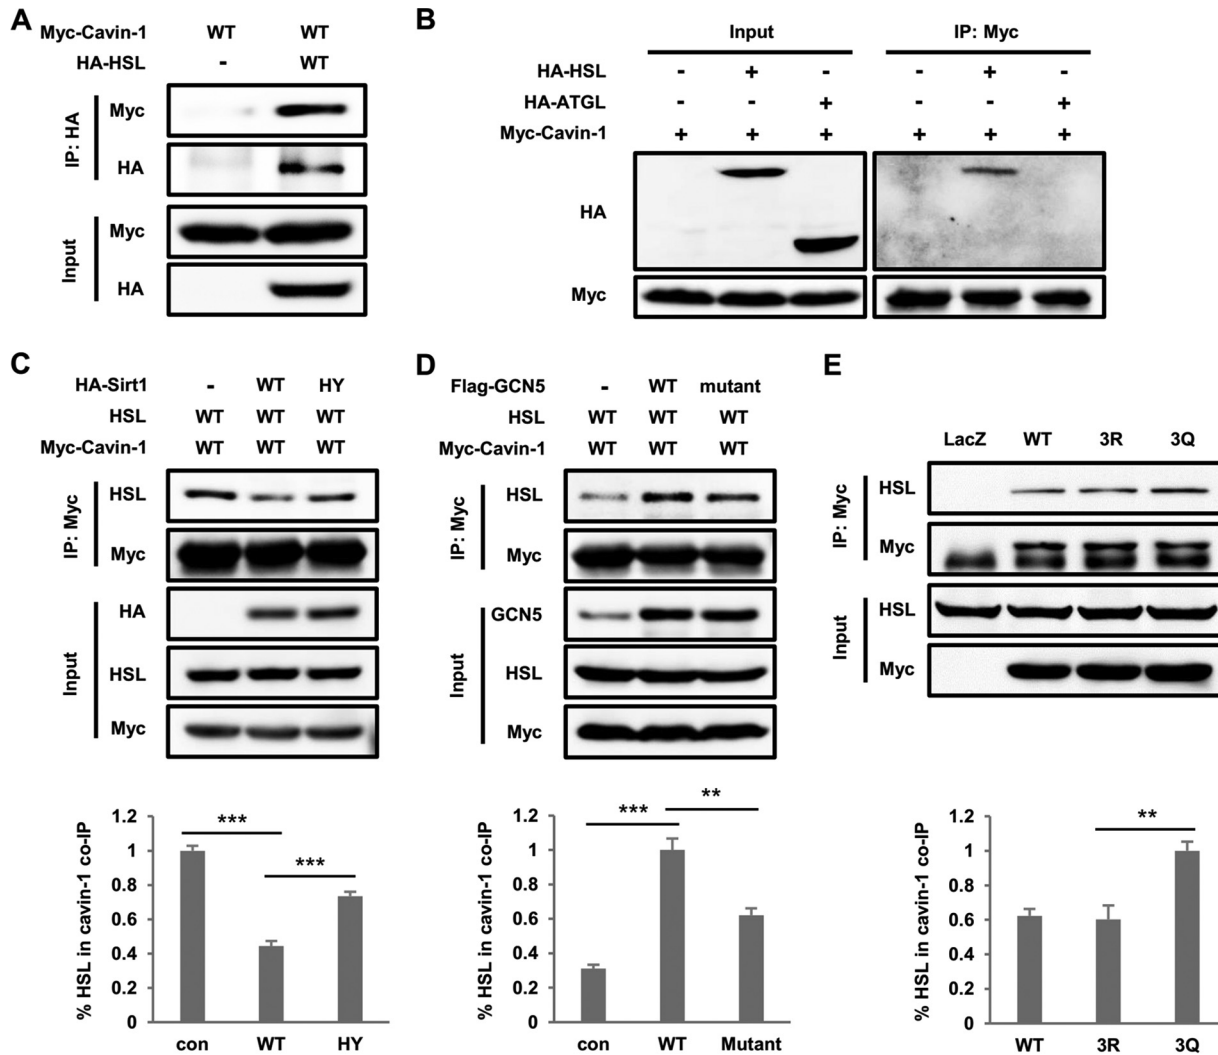 A
Myc-Cavin-1 WT WT
HA-HSL - WT
IP: HA
Myc
HA
Input
Myc
HA
B
Input IP: Myc
HA-HSL - + - - + -
HA-ATGL - - + - - +
Myc-Cavin-1 + + + + + +
HA
Myc
C
HA-Sirt1 - WT HY
HSL WT WT WT
Myc-Cavin-1 WT WT WT
IP: Myc
HSL
Myc
Input
HA
HSL
Myc
% HSL in cavin-1 co-IP
1.2
1
0.8
0.6
0.4
0.2
0
***
***
con WT HY
D
Flag-GCN5 - WT mutant
HSL WT WT WT
Myc-Cavin-1 WT WT WT
IP: Myc
HSL
Myc
Input
GCN5
HSL
Myc
% HSL in cavin-1 co-IP
1.2
1
0.8
0.6
0.4
0.2
0
***
**
con WT Mutant
E
LacZ WT 3R 3Q
IP: Myc
HSL
Myc
Input
HSL
Myc
% HSL in cavin-1 co-IP
1.2
1
0.8
0.6
0.4
0.2
0
**
WT 3R 3Q